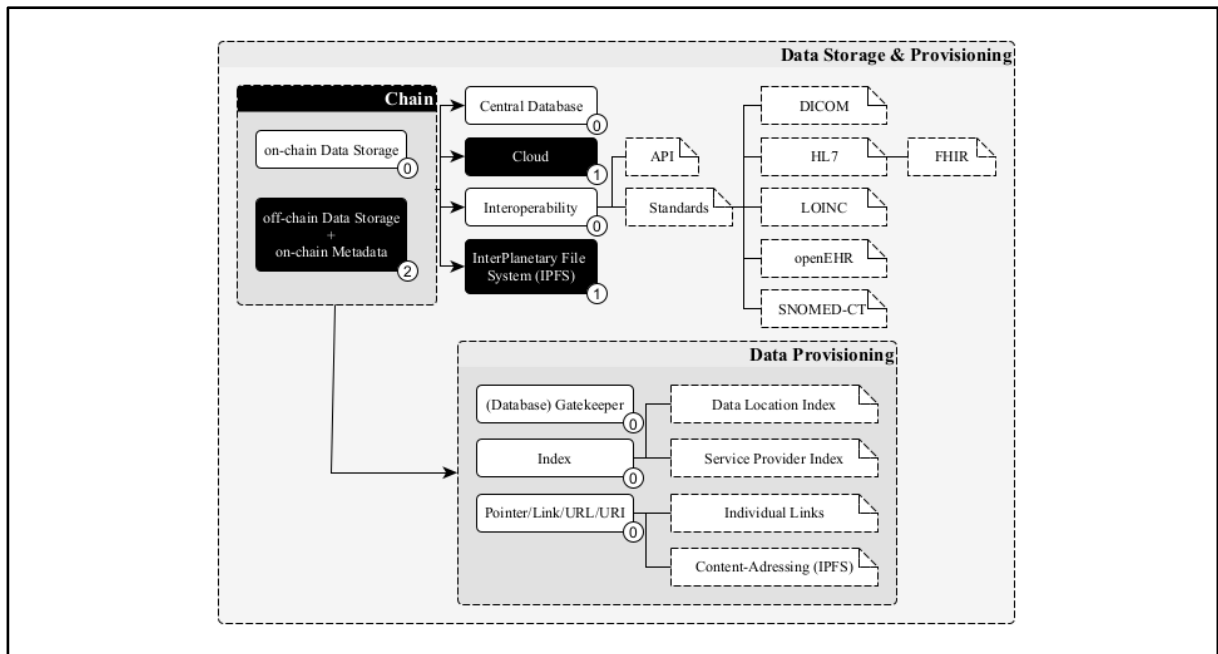 Data Storage & Provisioning
Chain
on-chain Data Storage
0
off-chain Data Storage
+
on-chain Metadata
2
Central Database
0
Cloud
1
Interoperability
0
InterPlanetary File
System (IPFS)
1
API
Standards
DICOM
HL7
FHIR
LOINC
openEHR
SNOMED-CT
Data Provisioning
(Database) Gatekeeper
0
Index
0
Pointer/Link/URL/URI
0
Data Location Index
Service Provider Index
Individual Links
Content-Adressing (IPFS)